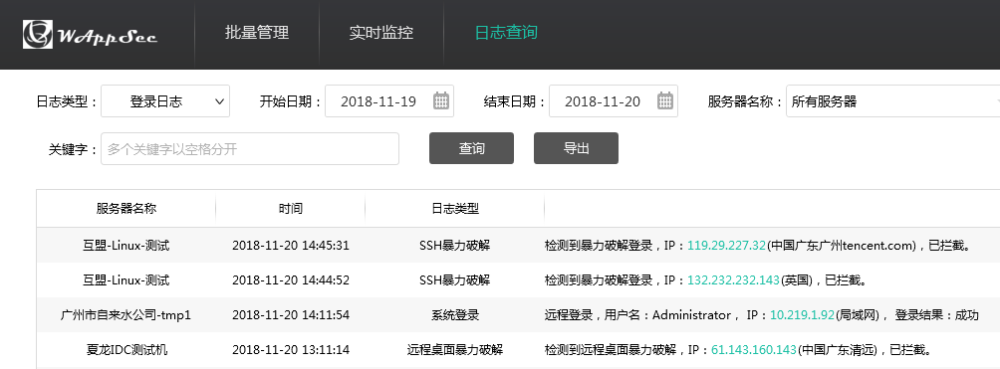 WAppSec 批量管理 实时监控 日志查询
日志类型： 登录日志 开始日期： 2018-11-19 结束日期： 2018-11-20 服务器名称： 所有服务器
关键字： 多个关键字以空格分开 查询 导出
服务器名称 时间 日志类型
互盟-Linux-测试 2018-11-20 14:45:31 SSH暴力破解 检测到暴力破解登录，IP：119.29.227.32(中国广东广州tencent.com)，已拦截。
互盟-Linux-测试 2018-11-20 14:44:52 SSH暴力破解 检测到暴力破解登录，IP：132.232.232.143(英国)，已拦截。
广州市自来水公司-tmp1 2018-11-20 14:11:54 系统登录 远程登录，用户名：Administrator， IP：10.219.1.92(局域网)， 登录结果：成功
夏龙IDC测试机 2018-11-20 13:11:14 远程桌面暴力破解 检测到远程桌面暴力破解，IP：61.143.160.143(中国广东清远)，已拦截。